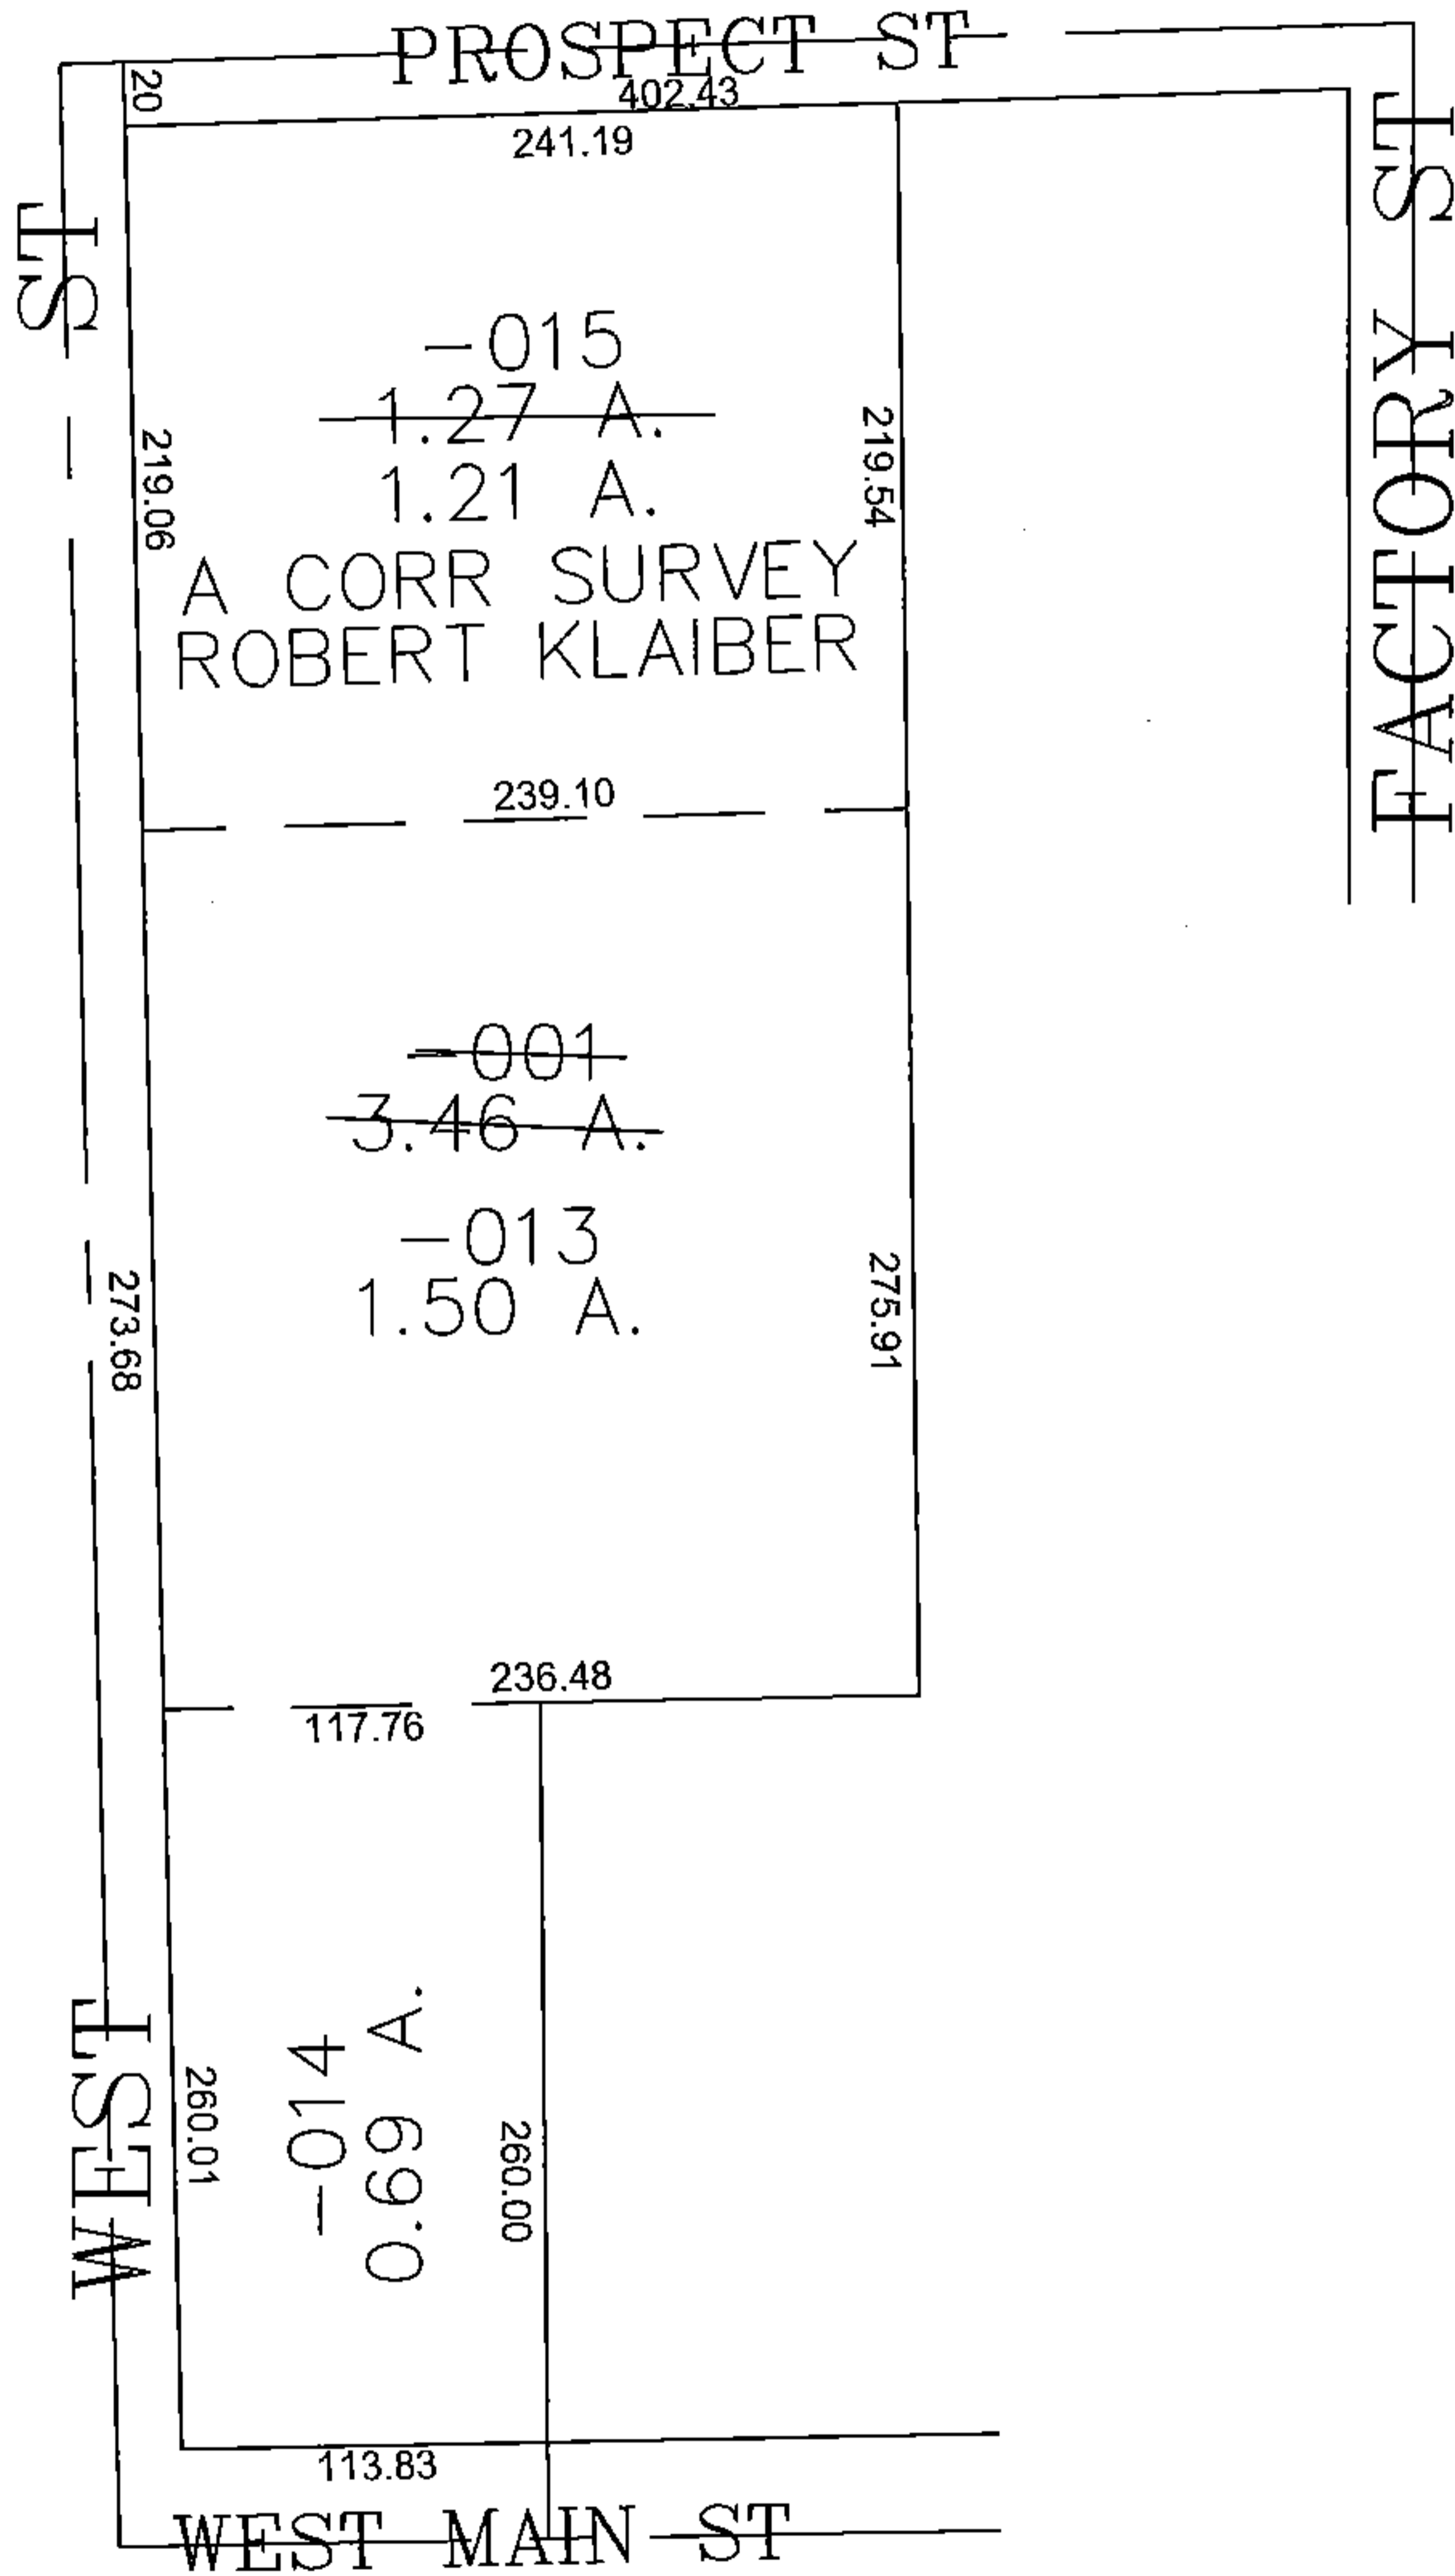 PROSPECT ST
402.43
20
241.19
WEST ST
FACTORY ST
-015
1.27 A.
1.21 A.
A CORR SURVEY
ROBERT KLAIBER
219.06
219.54
239.10
-001
3.46 A.
-013
1.50 A.
273.68
275.91
236.48
117.76
-014
0.69 A.
260.01
260.00
113.83
WEST MAIN ST